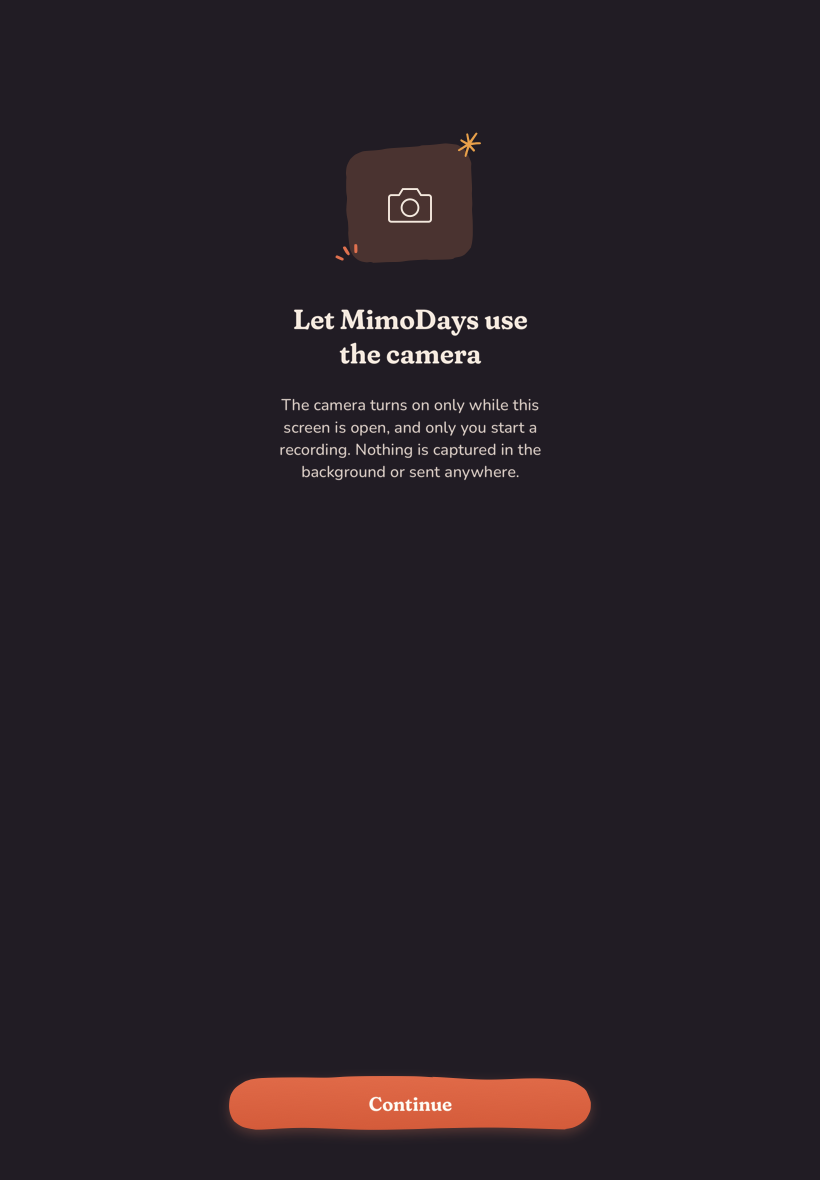 Let MimoDays use
the camera
The camera turns on only while this
screen is open, and only you start a
recording. Nothing is captured in the
background or sent anywhere.
Continue